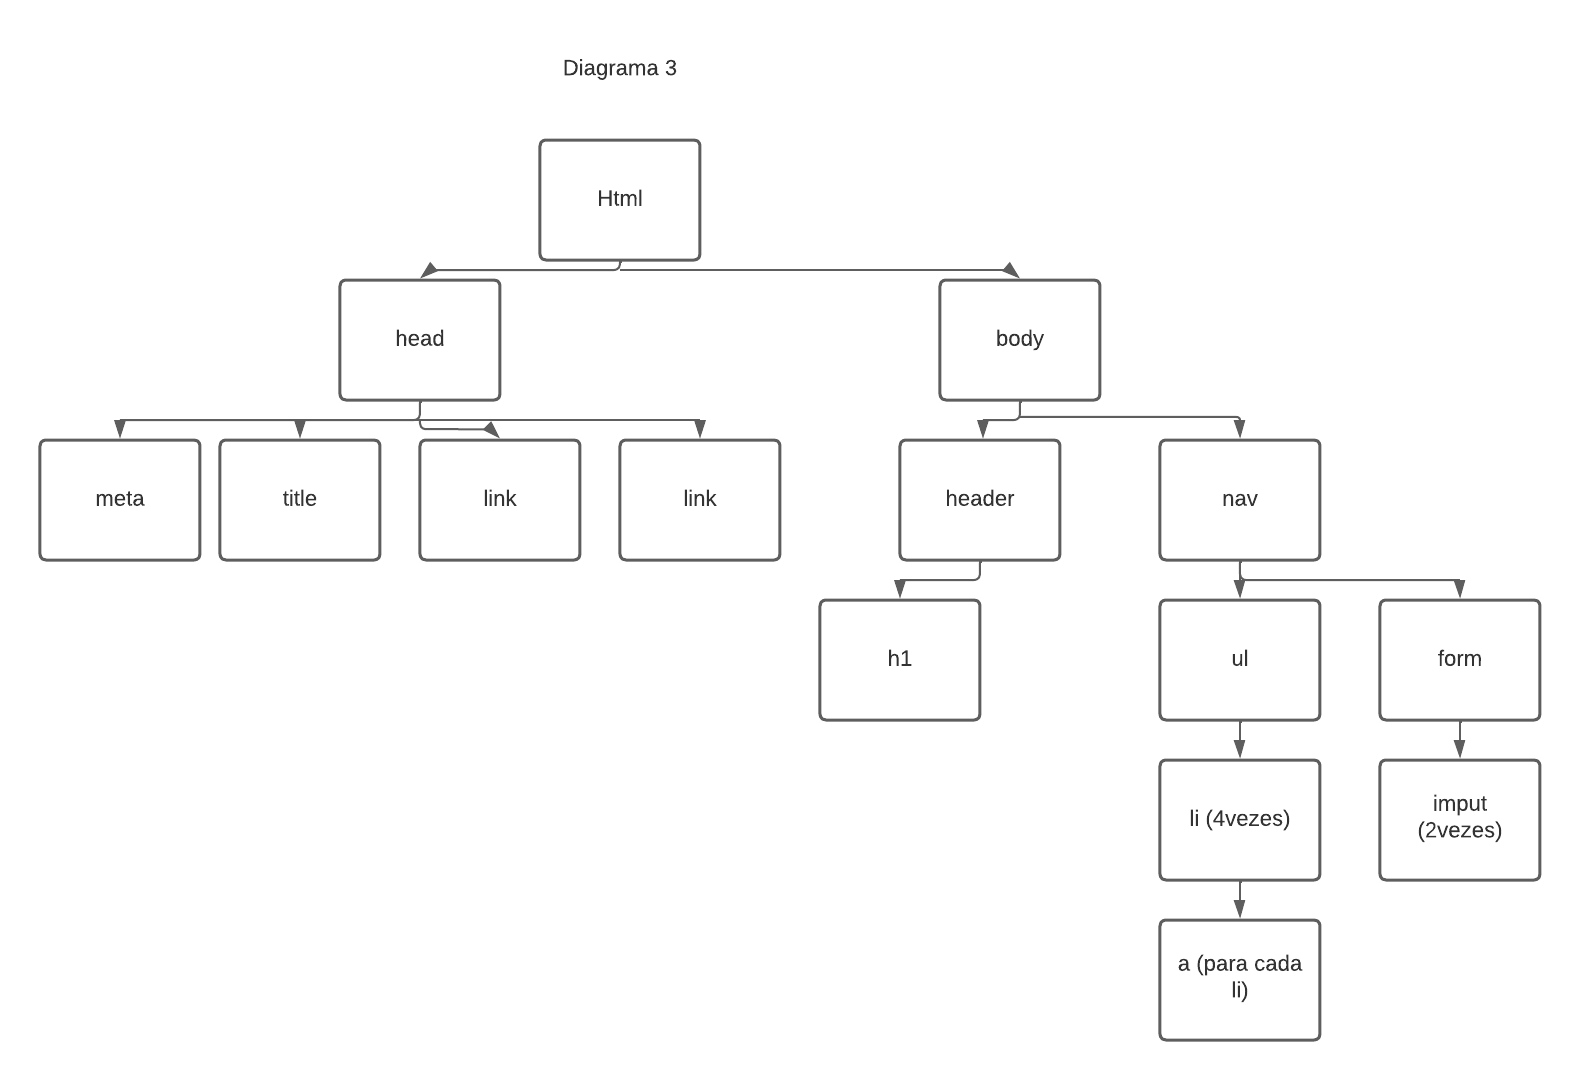 Diagrama 3
Html
head
body
meta
title
link
link
header
nav
h1
ul
form
li (4vezes)
imput
(2vezes)
a (para cada
li)